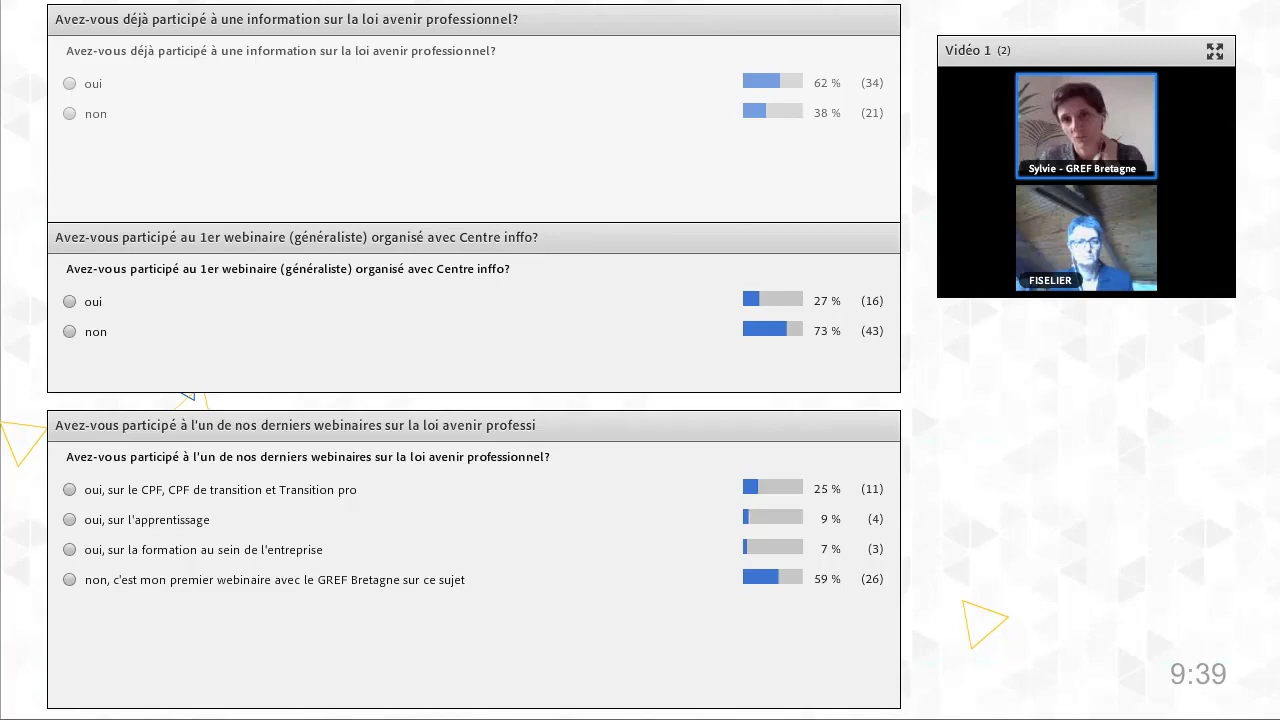 Avez-vous déjà participé à une information sur la loi avenir professionnel?
Avez-vous déjà participé à une information sur la loi avenir professionnel?
oui 62 % (34)
non 38 % (21)
Avez-vous participé au 1er webinaire (généraliste) organisé avec Centre inffo?
Avez-vous participé au 1er webinaire (généraliste) organisé avec Centre inffo?
oui 27 % (16)
non 73 % (43)
Avez-vous participé à l'un de nos derniers webinaires sur la loi avenir professi
Avez-vous participé à l'un de nos derniers webinaires sur la loi avenir professionnel?
oui, sur le CPF, CPF de transition et Transition pro 25 % (11)
oui, sur l'apprentissage 9 % (4)
oui, sur la formation au sein de l'entreprise 7 % (3)
non, c'est mon premier webinaire avec le GREF Bretagne sur ce sujet 59 % (26)
Vidéo 1 (2)
Sylvie - GREF Bretagne
FISELIER
9:39